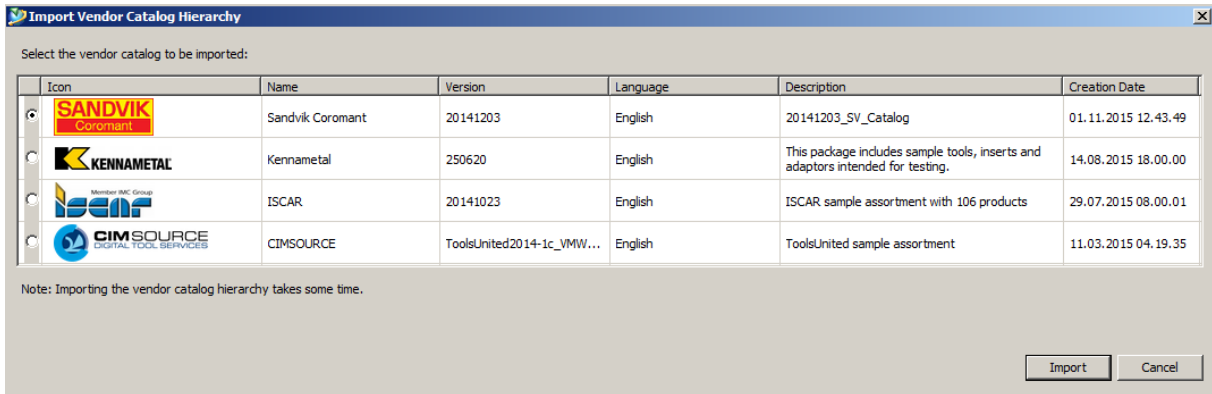 Import Vendor Catalog Hierarchy
Select the vendor catalog to be imported:
Icon Name Version Language Description Creation Date
SANDVIK
Coromant
Sandvik Coromant 20141203 English 20141203_SV_Catalog 01.11.2015 12.43.49
KENNAMETAL
Kennametal 250620 English This package includes sample tools, inserts and
adaptors intended for testing.
14.08.2015 18.00.00
Member IMC Group
ISCAR
ISCAR 20141023 English ISCAR sample assortment with 106 products 29.07.2015 08.00.01
CIMSOURCE
DIGITAL TOOL SERVICES
CIMSOURCE ToolsUnited2014-1c_VMW... English ToolsUnited sample assortment 11.03.2015 04.19.35
Note: Importing the vendor catalog hierarchy takes some time.
Import Cancel